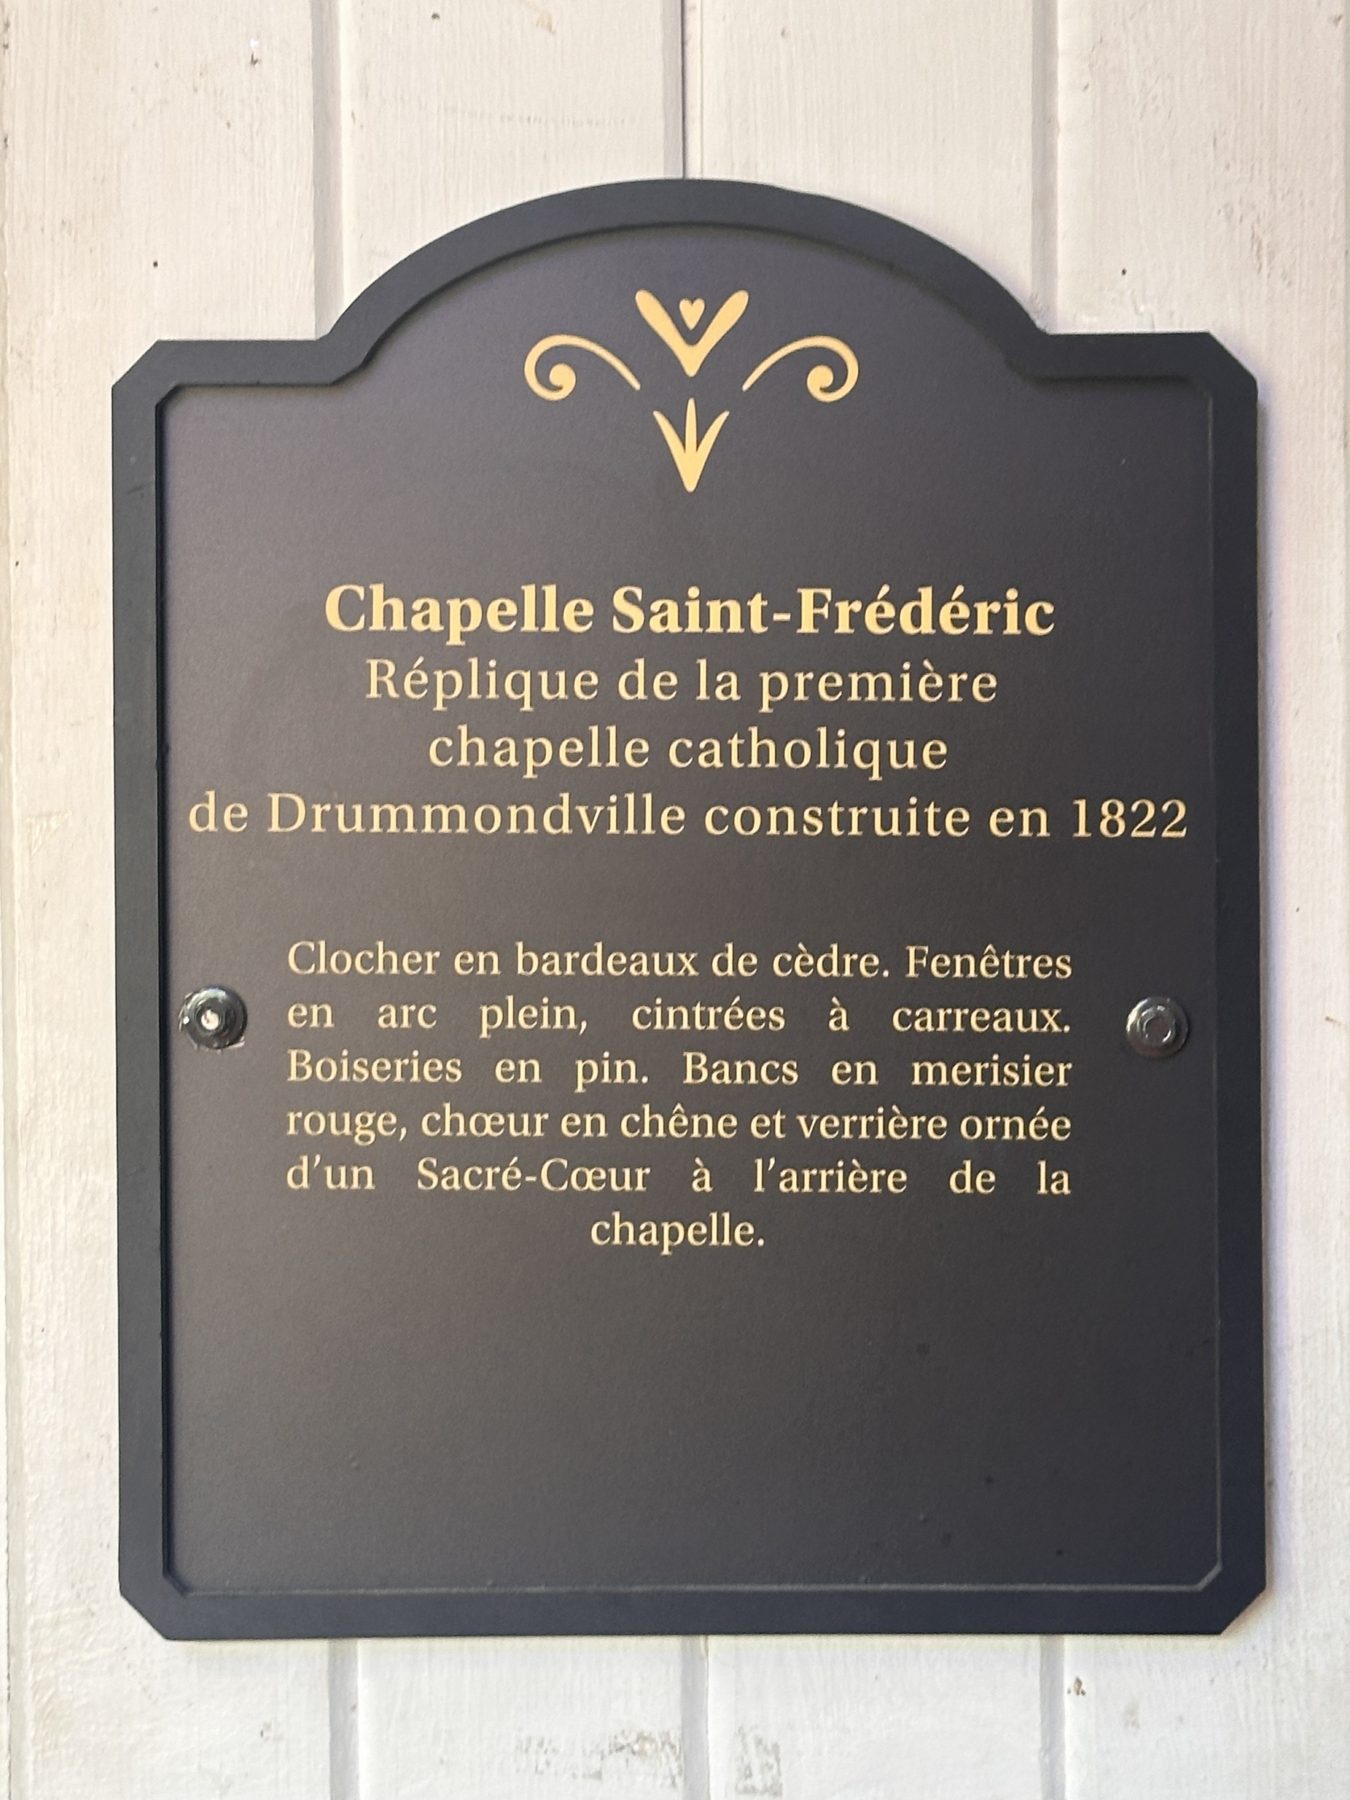 Chapelle Saint-Frédéric
Réplique de la première
chapelle catholique
de Drummondville construite en 1822
Clocher en bardeaux de cèdre. Fenêtres
en arc plein, cintrées à carreaux.
Boiseries en pin. Bancs en merisier
rouge, chœur en chêne et verrière ornée
d’un Sacré-Cœur à l’arrière de la
chapelle.